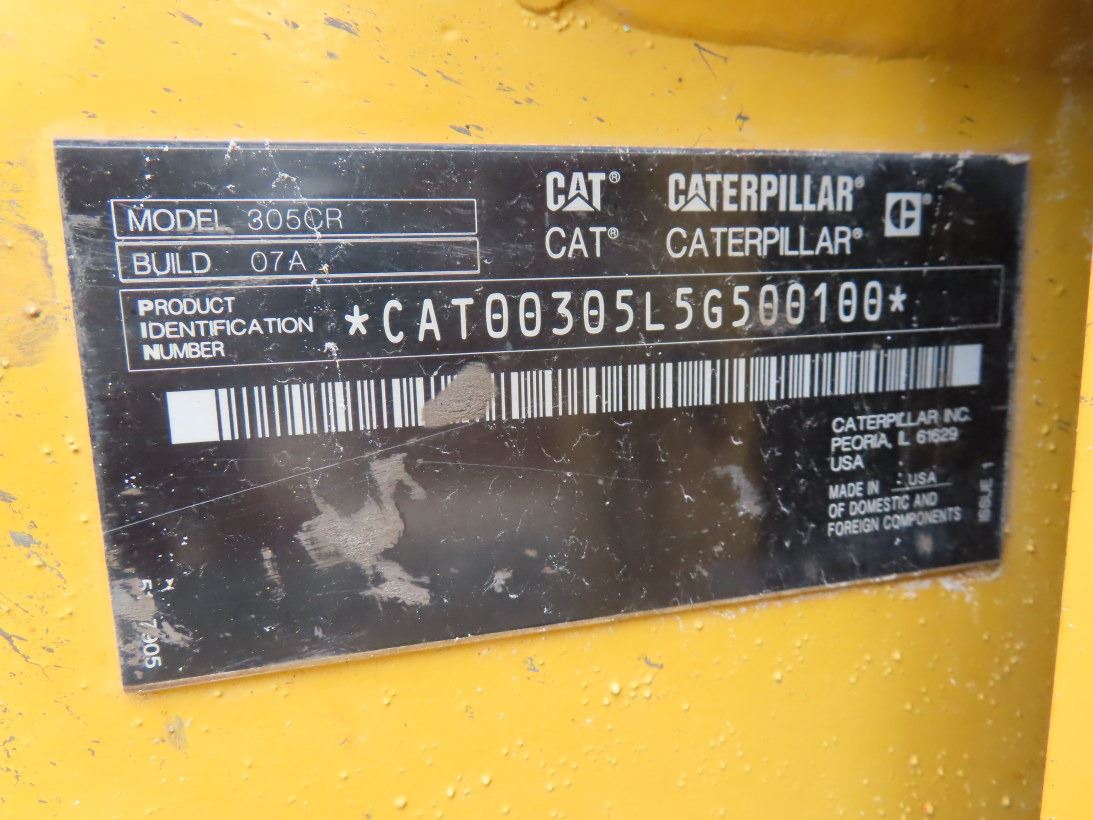 CAT® CATERPILLAR®
CAT® CATERPILLAR®
MODEL 305CR
BUILD 07A
PRODUCT
IDENTIFICATION
NUMBER
*CAT00305L5G500100*
CATERPILLAR INC.
PEORIA, IL 61629
USA
MADE IN USA
OF DOMESTIC AND
FOREIGN COMPONENTS
ISSUE 1